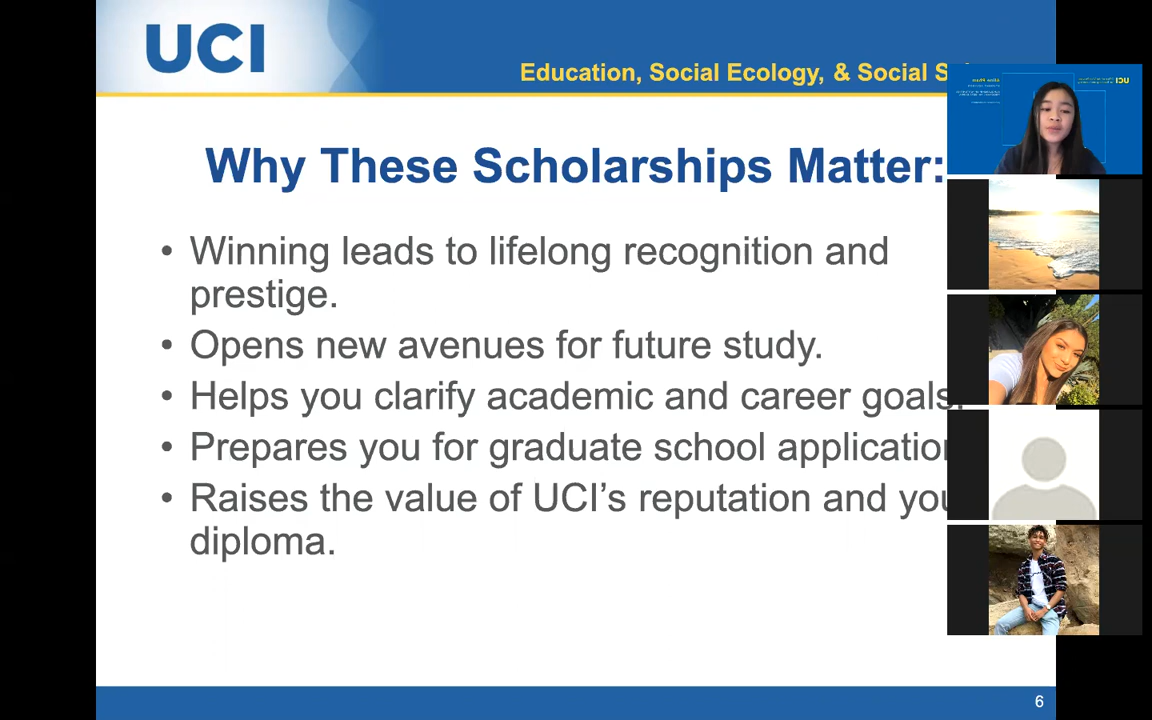 UCI
Education, Social Ecology, & Social
Why These Scholarships Matter:
• Winning leads to lifelong recognition and
prestige.
• Opens new avenues for future study.
• Helps you clarify academic and career goals.
• Prepares you for graduate school
• Raises the value of UCI’s reputation and
diploma.
6